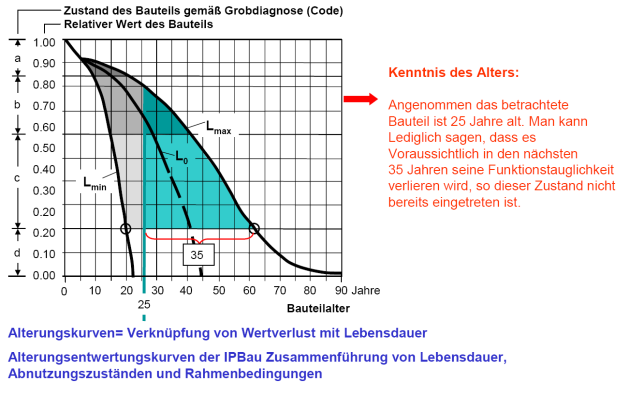 Zustand des Bauteils gemäß Grobdiagnose (Code)
Relativer Wert des Bauteils
1.00
0.90
0.80
0.70
0.60
0.50
0.40
0.30
0.20
0.10
0.00
a
b
c
d
Lmax
L0
Lmin
35
0 10 20 30 40 50 60 70 80 90 Jahre
25
Bauteilalter
Kenntnis des Alters:
Angenommen das betrachtete
Bauteil ist 25 Jahre alt. Man kann
Lediglich sagen, dass es
Voraussichtlich in den nächsten
35 Jahren seine Funktionstauglichkeit
verlieren wird, so dieser Zustand nicht
bereits eingetreten ist.
Alterungskurven= Verknüpfung von Wertverlust mit Lebensdauer
Alterungsentwertungskurven der IPBau Zusammenführung von Lebensdauer,
Abnutzungszuständen und Rahmenbedingungen